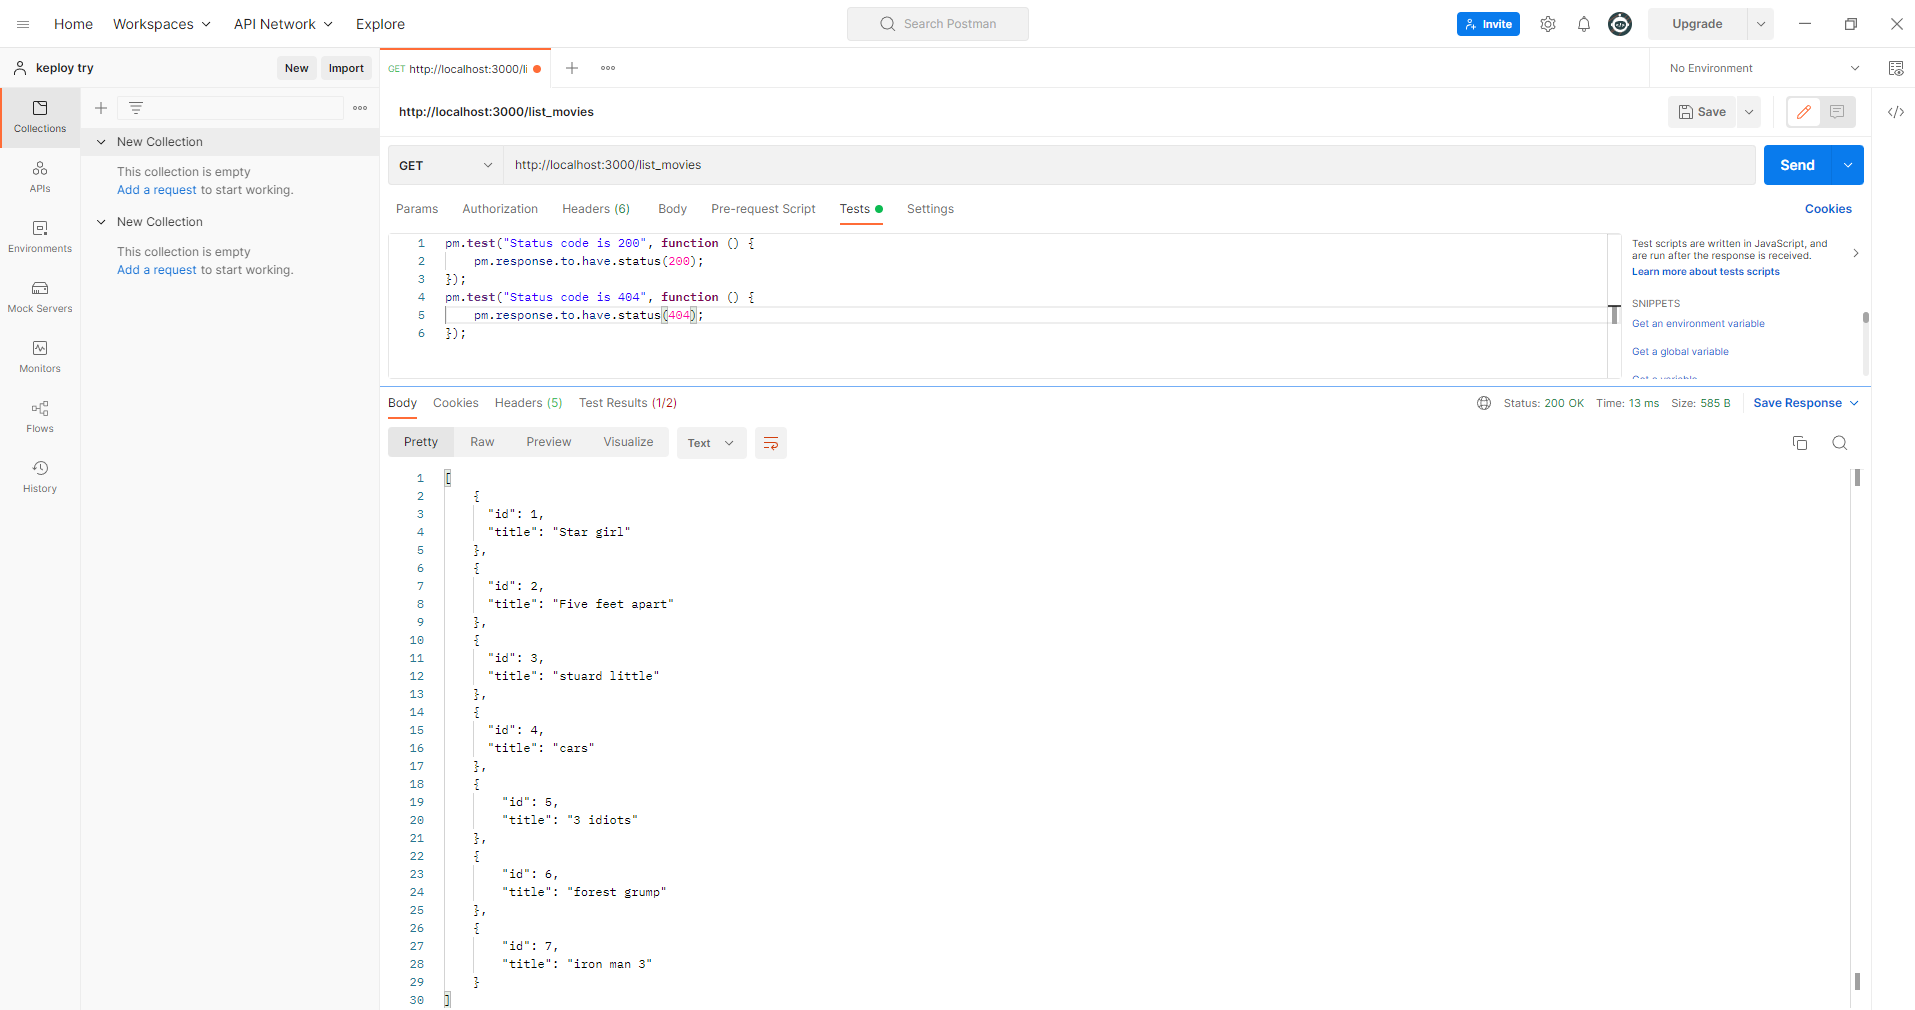 Home Workspaces API Network Explore Search Postman Invite Upgrade
keploy try New Import GET http://localhost:3000/li No Environment
Collections
APIs
Environments
Mock Servers
Monitors
Flows
History
New Collection
This collection is empty
Add a request to start working.
New Collection
This collection is empty
Add a request to start working.
http://localhost:3000/list_movies Save
GET http://localhost:3000/list_movies Send
Params Authorization Headers (6) Body Pre-request Script Tests Settings Cookies
1 pm.test("Status code is 200", function () {
2 pm.response.to.have.status(200);
3 });
4 pm.test("Status code is 404", function () {
5 pm.response.to.have.status(404);
6 });
Test scripts are written in JavaScript, and
are run after the response is received.
Learn more about tests scripts
SNIPPETS
Get an environment variable
Get a global variable
Body Cookies Headers (5) Test Results (1/2) Status: 200 OK Time: 13 ms Size: 585 B Save Response
Pretty Raw Preview Visualize Text
1 [
2 {
3 "id": 1,
4 "title": "Star girl"
5 },
6 {
7 "id": 2,
8 "title": "Five feet apart"
9 },
10 {
11 "id": 3,
12 "title": "stuard little"
13 },
14 {
15 "id": 4,
16 "title": "cars"
17 },
18 {
19 "id": 5,
20 "title": "3 idiots"
21 },
22 {
23 "id": 6,
24 "title": "forest grump"
25 },
26 {
27 "id": 7,
28 "title": "iron man 3"
29 }
30 ]